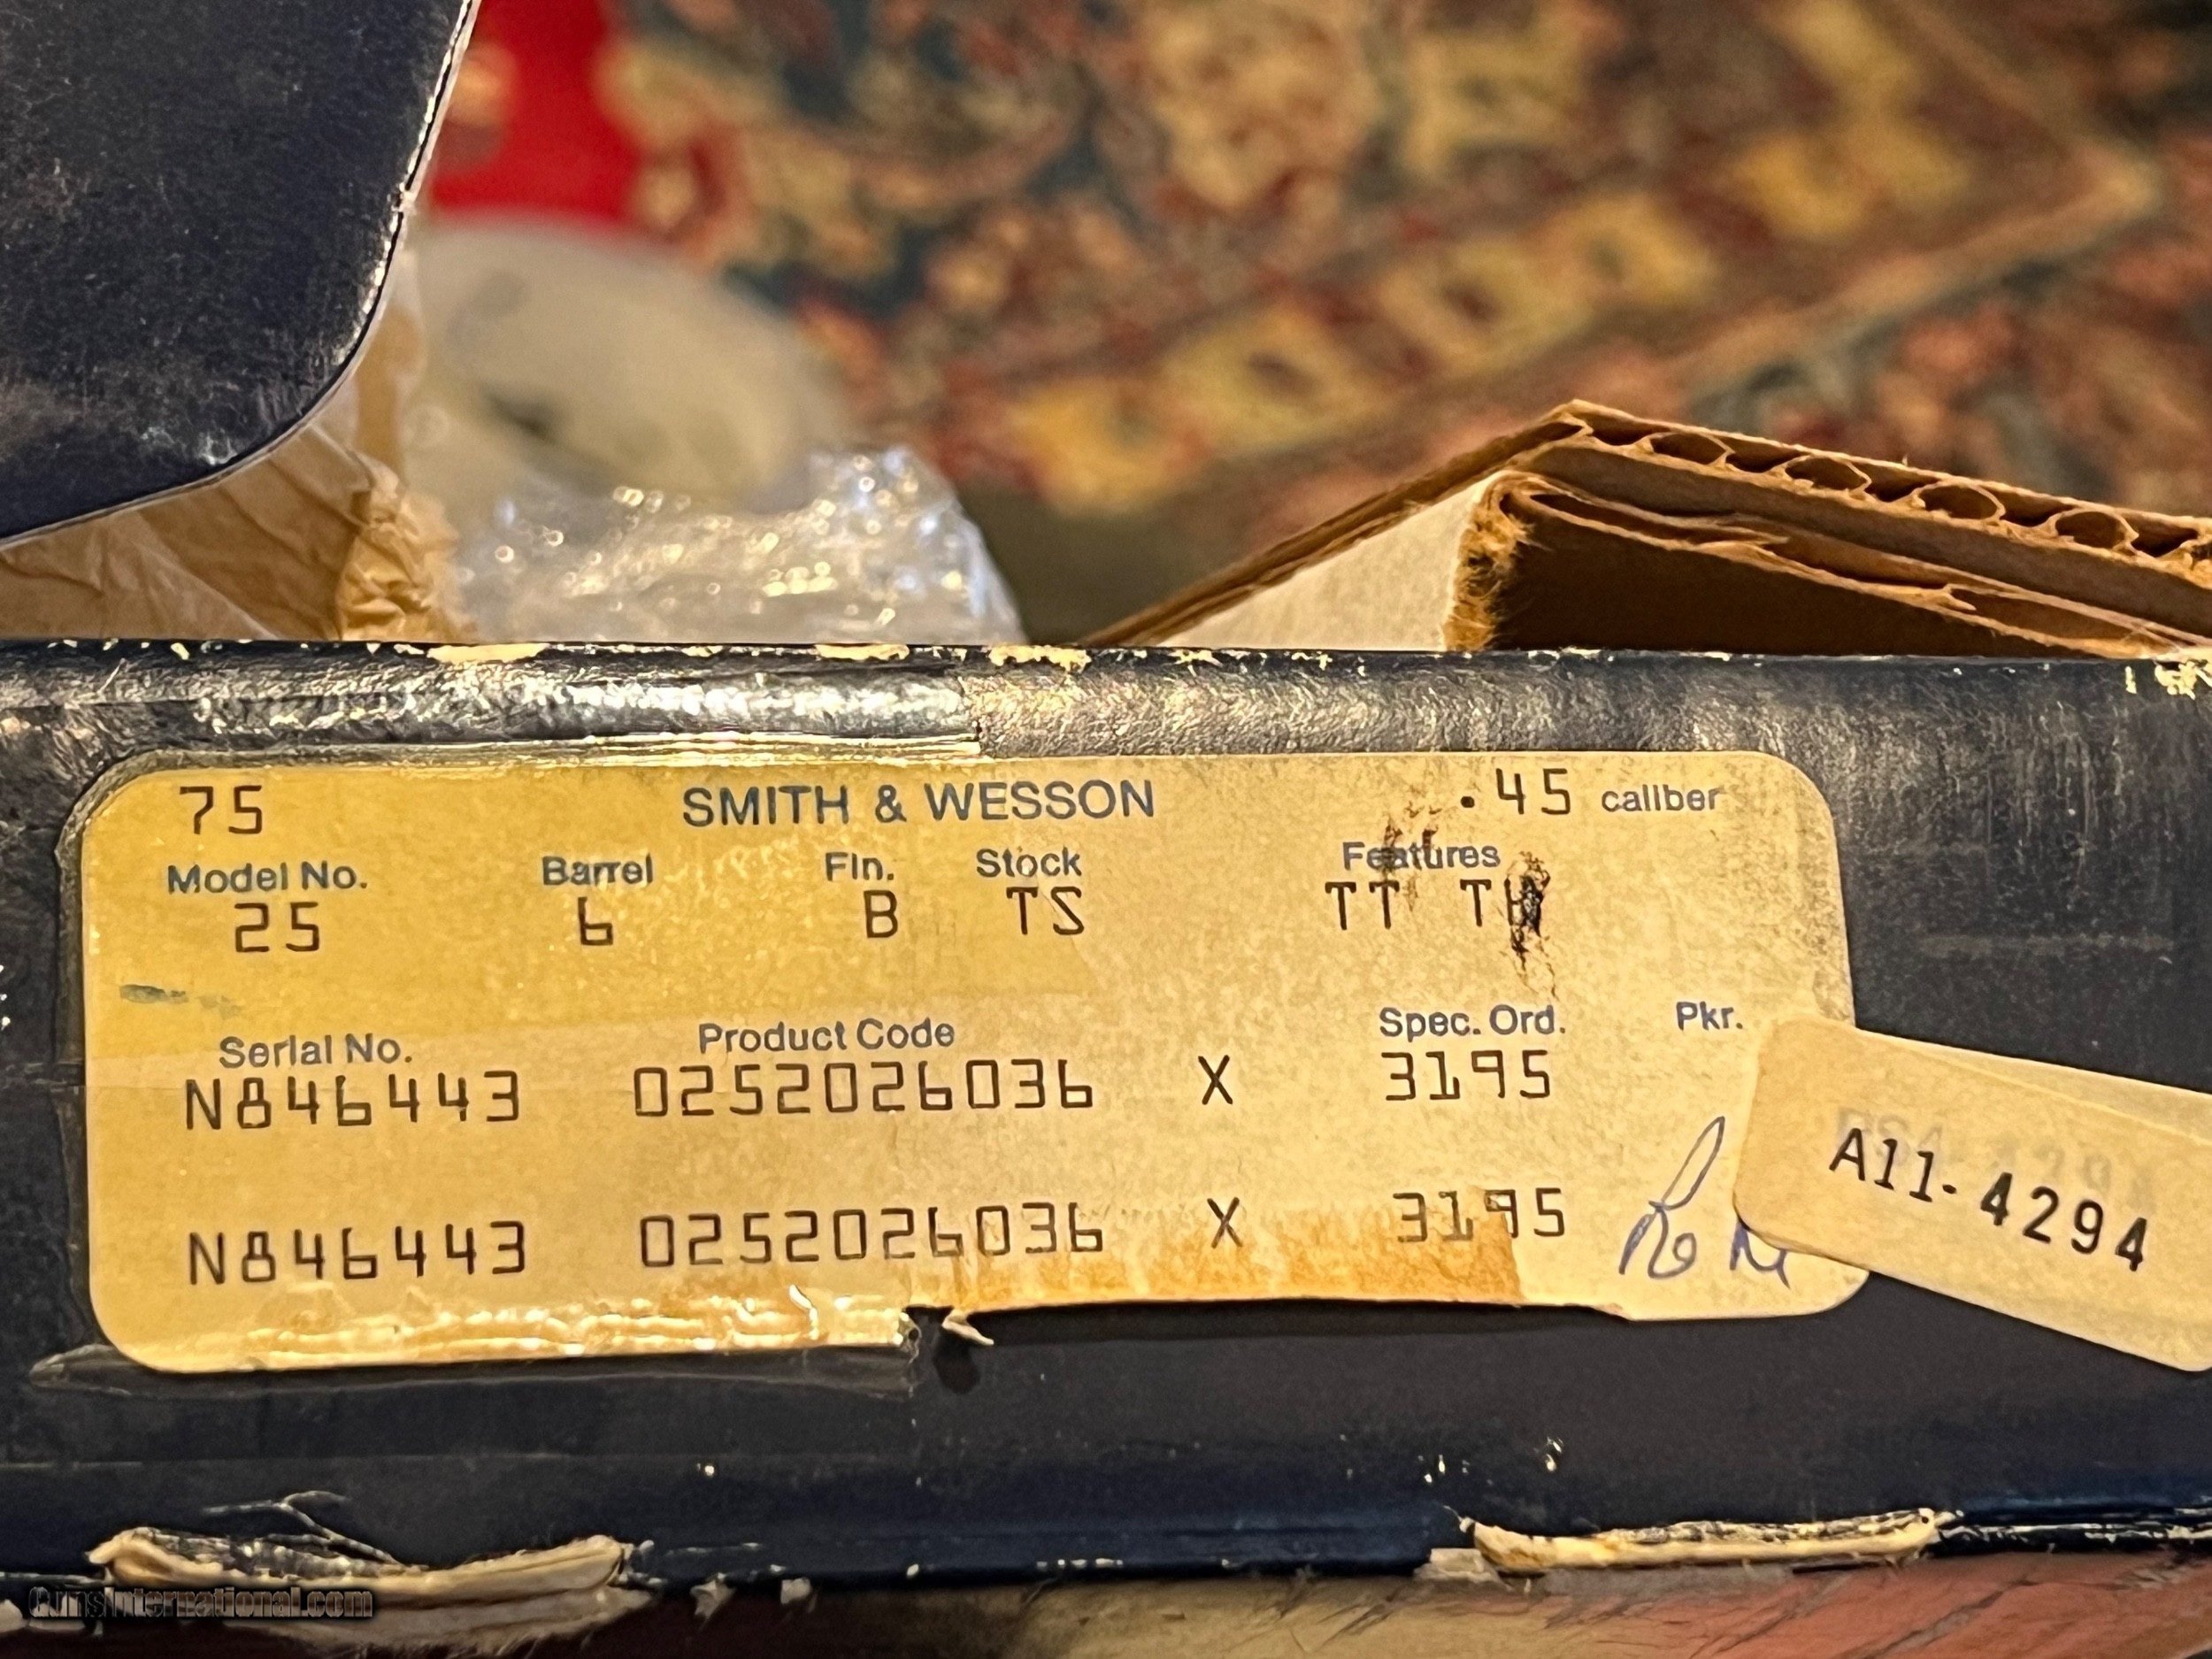 75 SMITH & WESSON .45 caliber
Model No. Barrel Fin. Stock Features
25 6 B TS TT TH
Serial No. Product Code Spec. Ord. Pkr.
N846443 0252026036 X 3195
N846443 0252026036 X 3195
A11-4294
GunsInternational.com